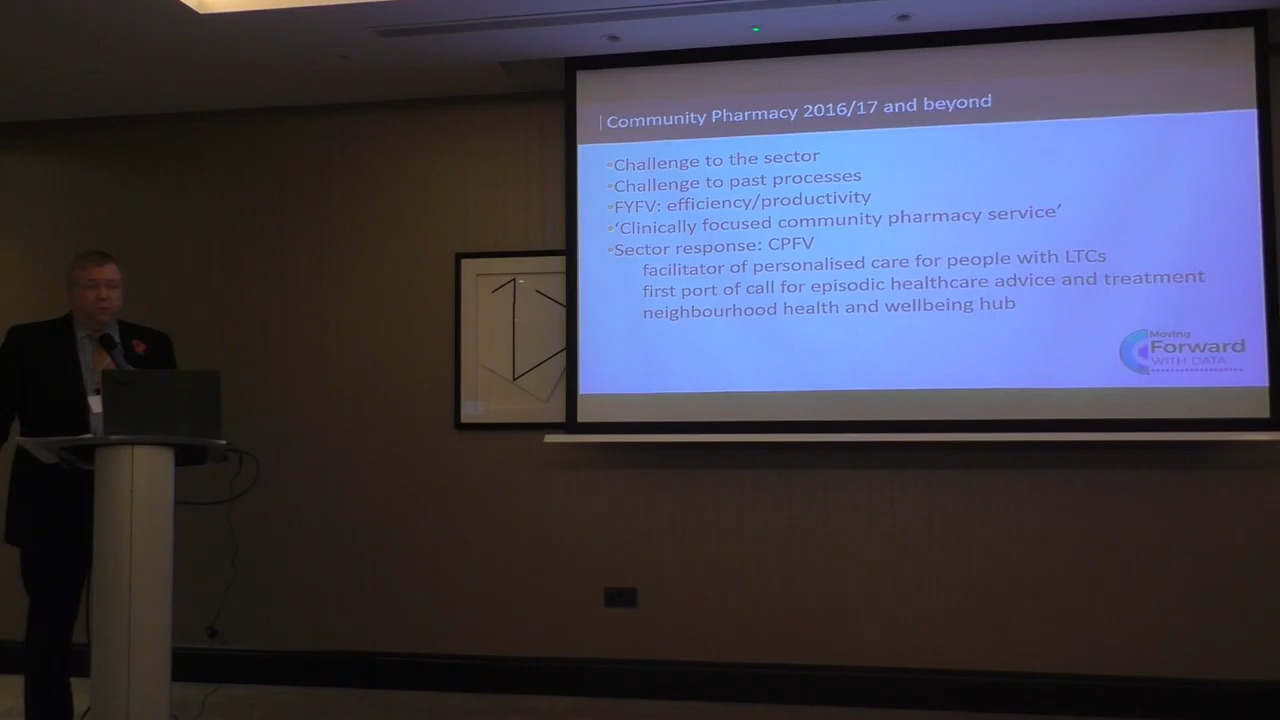 Community Pharmacy 2016/17 and beyond
Challenge to the sector
Challenge to past processes
FYFV: efficiency/productivity
‘Clinically focused community pharmacy service’
Sector response: CPFV
facilitator of personalised care for people with LTCs
first port of call for episodic healthcare advice and treatment
neighbourhood health and wellbeing hub
Moving
Forward
WITH DATA